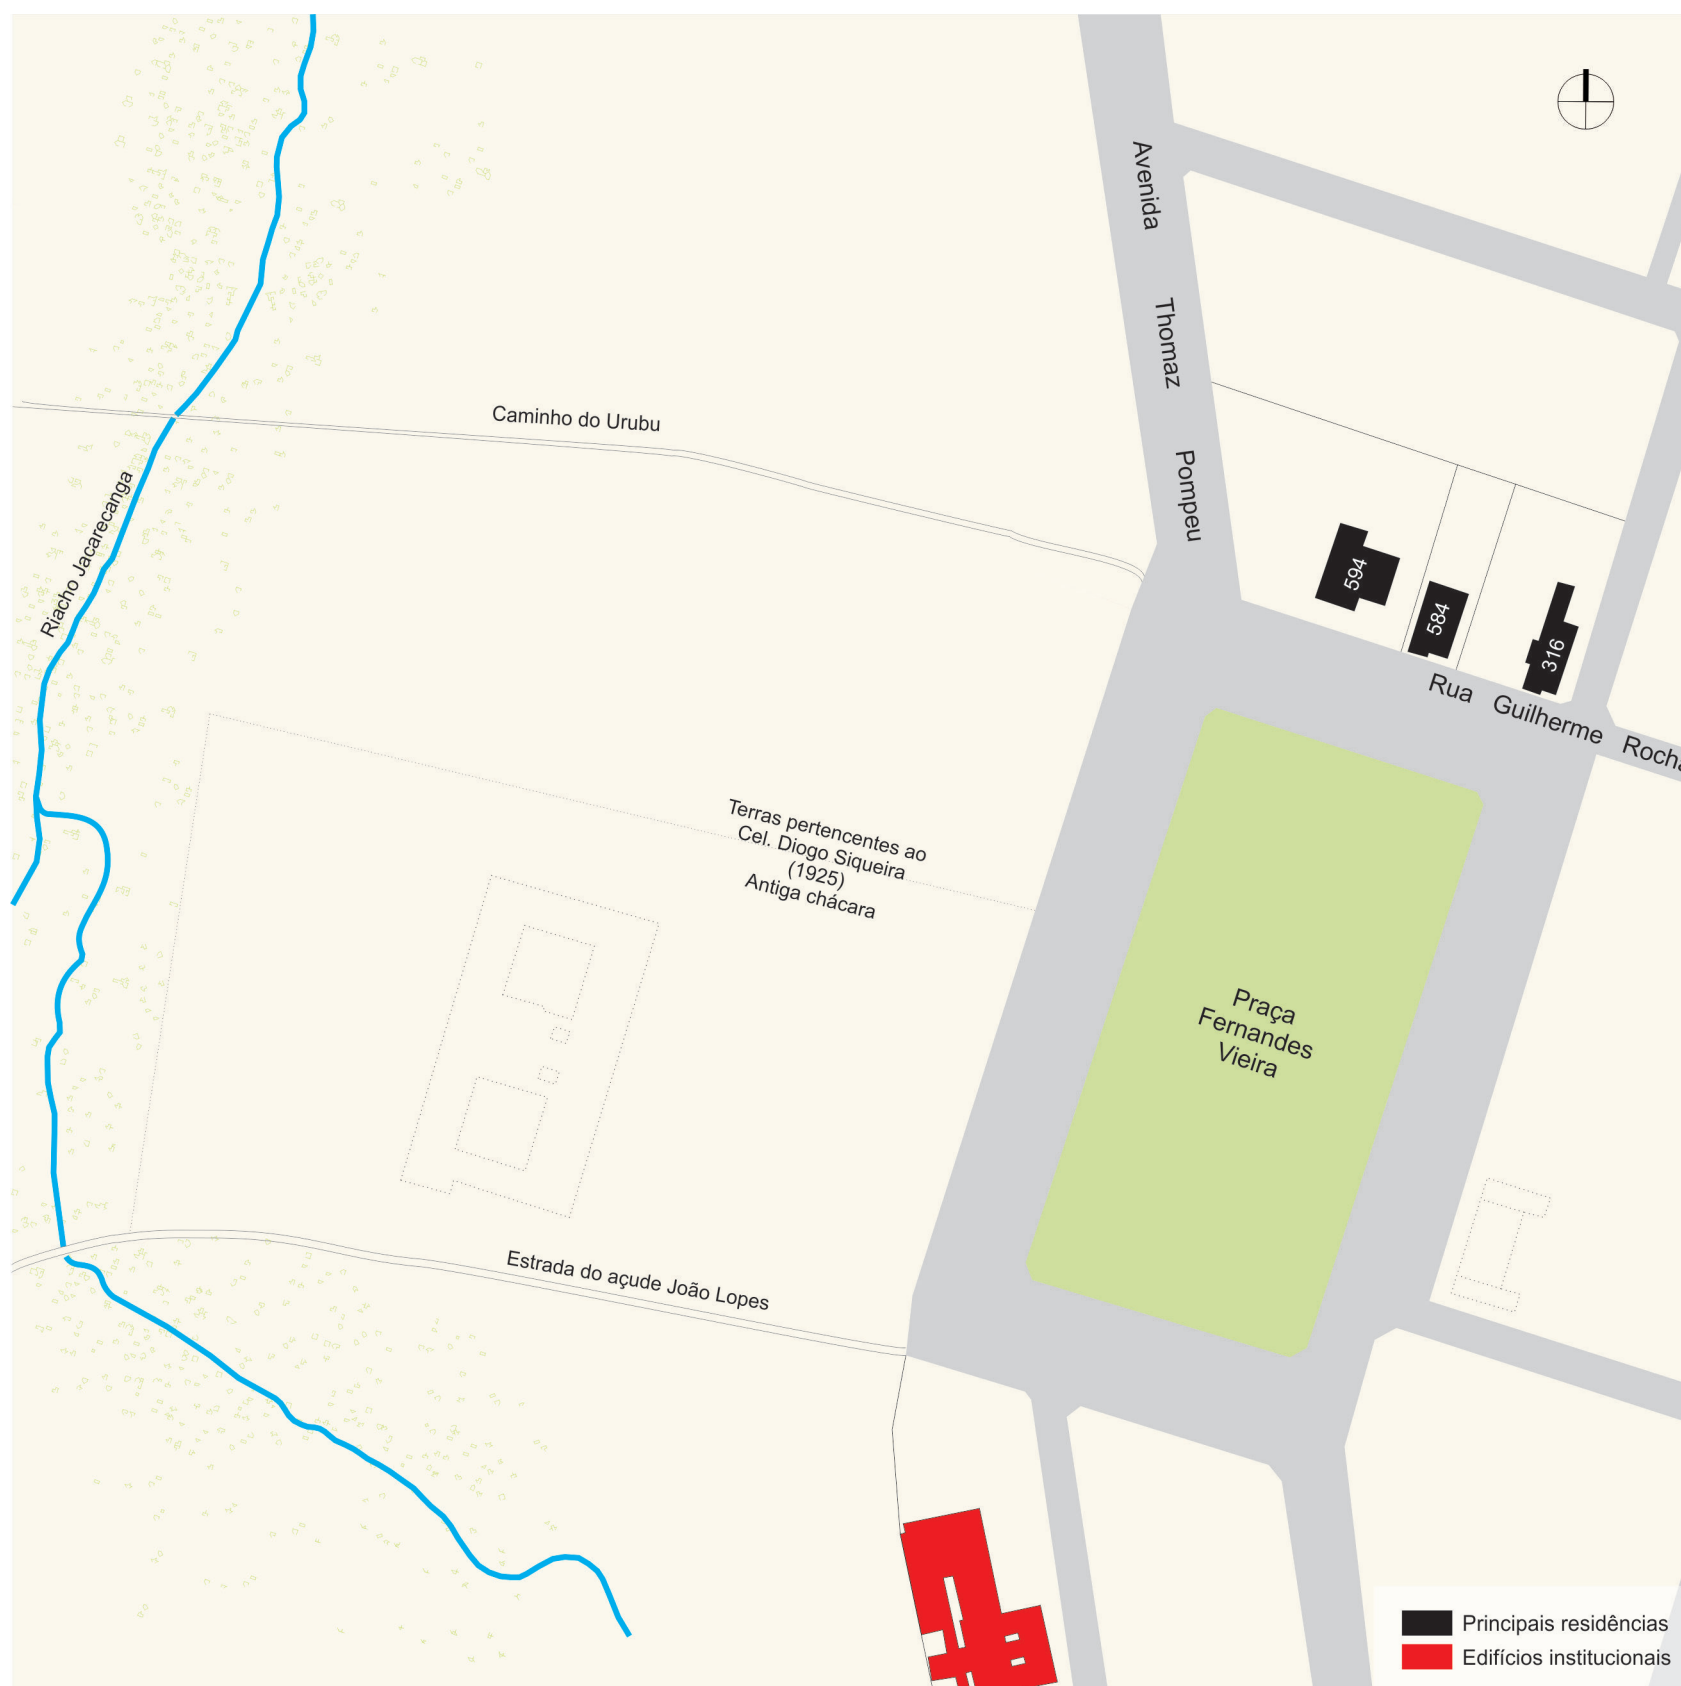 Avenida Thomaz Pompeu
Caminho do Urubu
Riacho Jacarecanga
594
584
316
Rua Guilherme Rocha
Terras pertencentes ao
Cel. Diogo Siqueira
(1925)
Antiga chácara
Praça
Fernandes
Vieira
Estrada do açude João Lopes
Principais residências
Edifícios institucionais